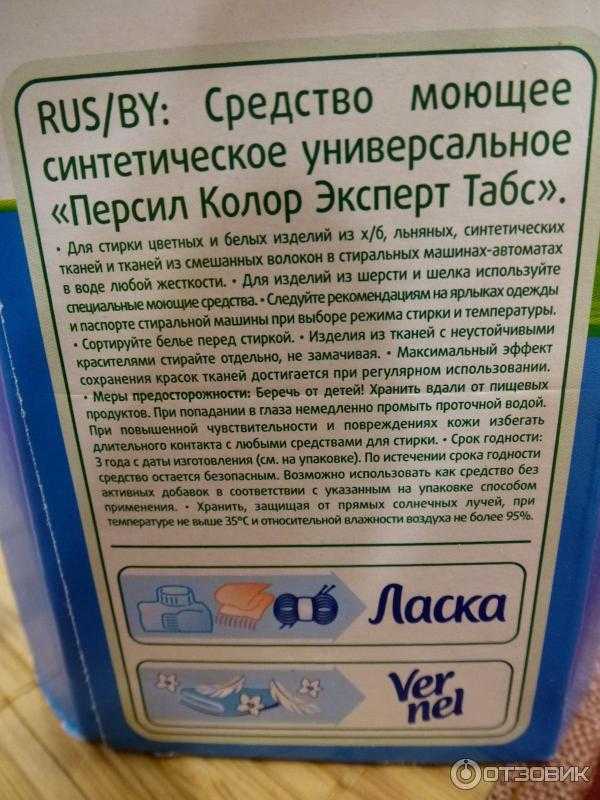 RUS/BY: Средство моющее
синтетическое универсальное
«Персил Колор Эксперт Табс».
• Для стирки цветных и белых изделий из х/б, льняных, синтетических
тканей и тканей из смешанных волокон в стиральных машинах-автоматах
в воде любой жесткости. • Для изделий из шерсти и шелка используйте
специальные моющие средства. • Следуйте рекомендациям на ярлыках одежды
и паспорте стиральной машины при выборе режима стирки и температуры.
• Сортируйте белье перед стиркой. • Изделия из тканей с неустойчивыми
красителями стирайте отдельно, не замачивая. • Максимальный эффект
сохранения красок тканей достигается при регулярном использовании.
• Меры предосторожности: Беречь от детей! Хранить вдали от пищевых
продуктов. При попадании в глаза немедленно промыть проточной водой.
При повышенной чувствительности и повреждениях кожи избегать
длительного контакта с любыми средствами для стирки. • Срок годности:
3 года с даты изготовления (см. на упаковке). По истечении срока годности
средство остается безопасным. Возможно использовать как средство без
активных добавок в соответствии с указанным на упаковке способом
применения. • Хранить, защищая от прямых солнечных лучей, при
температуре не выше 35°C и относительной влажности воздуха не более 95%.
Ласка
Ver
nel
ОТЗОВИК